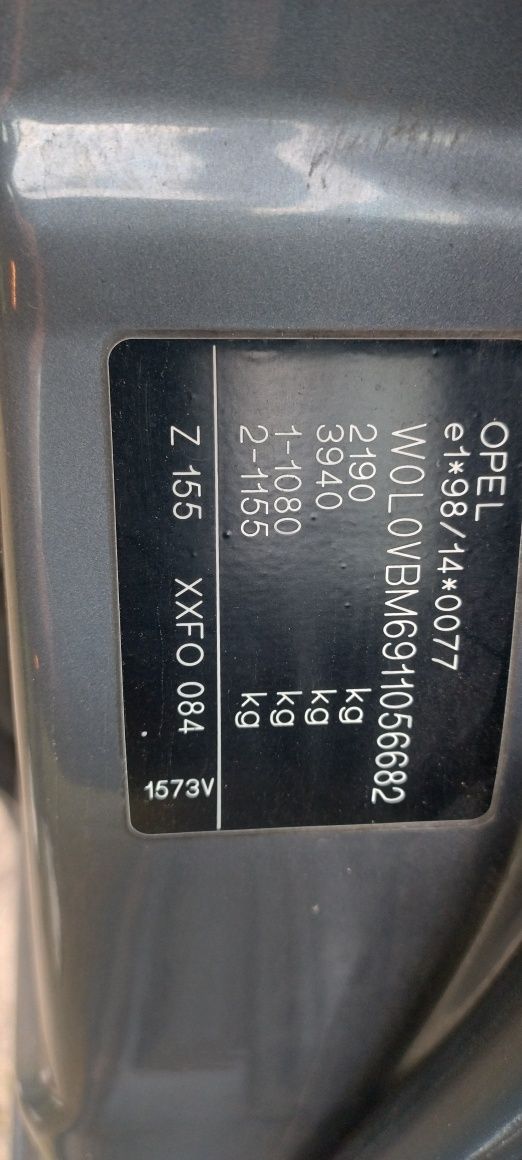 OPEL
e1*98/14*0077
W0L0VBM6911056682
2190 kg
3940 kg
1-1080 kg
2-1155 kg
Z 155 XXFO 084 1573V